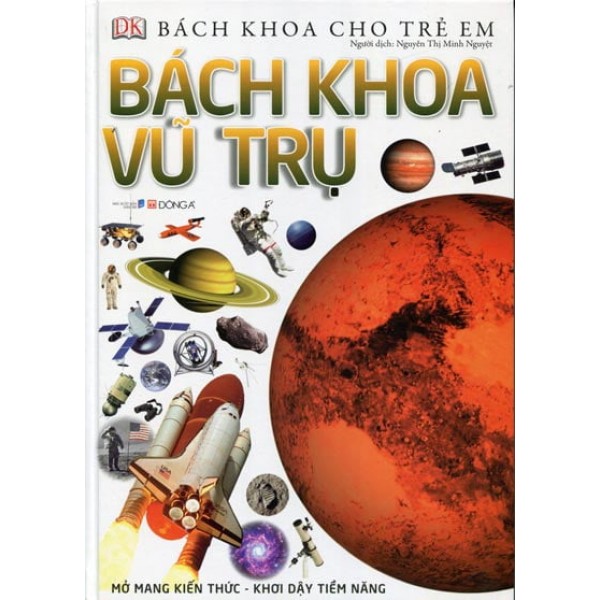 DK BÁCH KHOA CHO TRẺ EM
Người dịch: Nguyễn Thị Minh Nguyệt
BÁCH KHOA
VŨ TRỤ
ĐÔNG A
MỞ MANG KIẾN THỨC - KHƠI DẬY TIỀM NĂNG